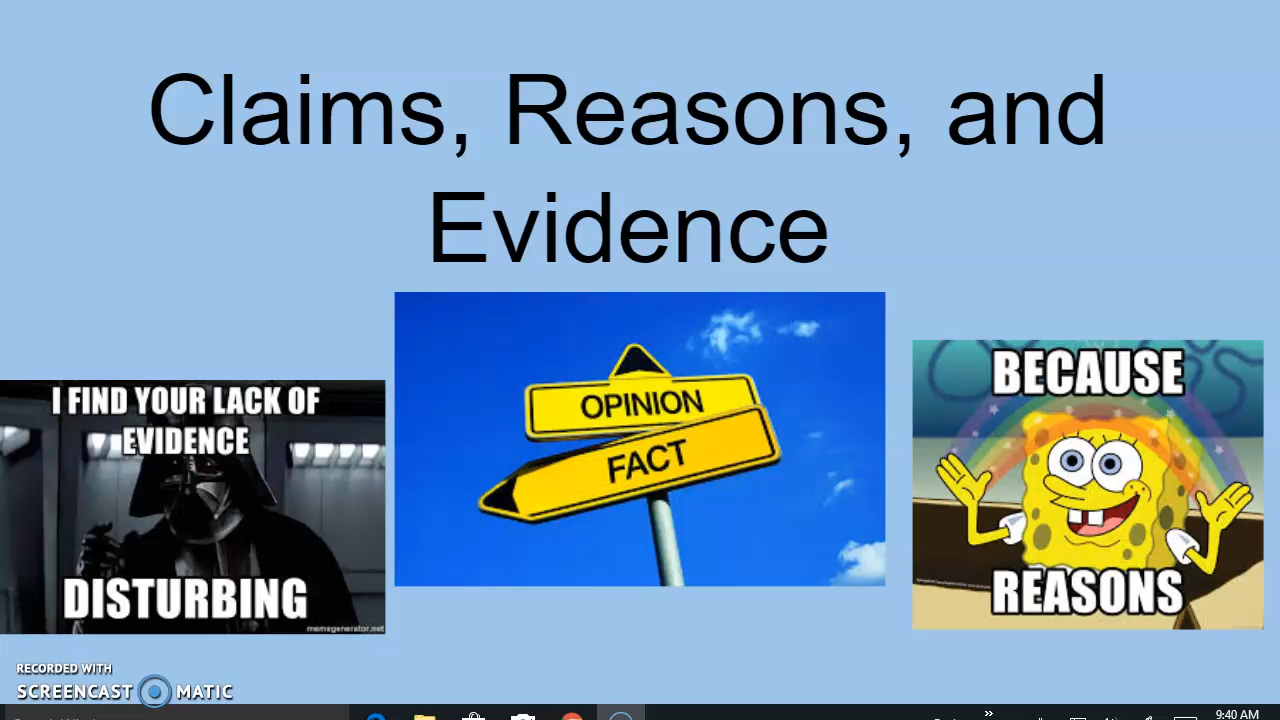 Claims, Reasons, and
Evidence
I FIND YOUR LACK OF
EVIDENCE
DISTURBING
memegenerator.net
OPINION
FACT
BECAUSE
REASONS
RECORDED WITH
SCREENCAST MATIC
9:40 AM